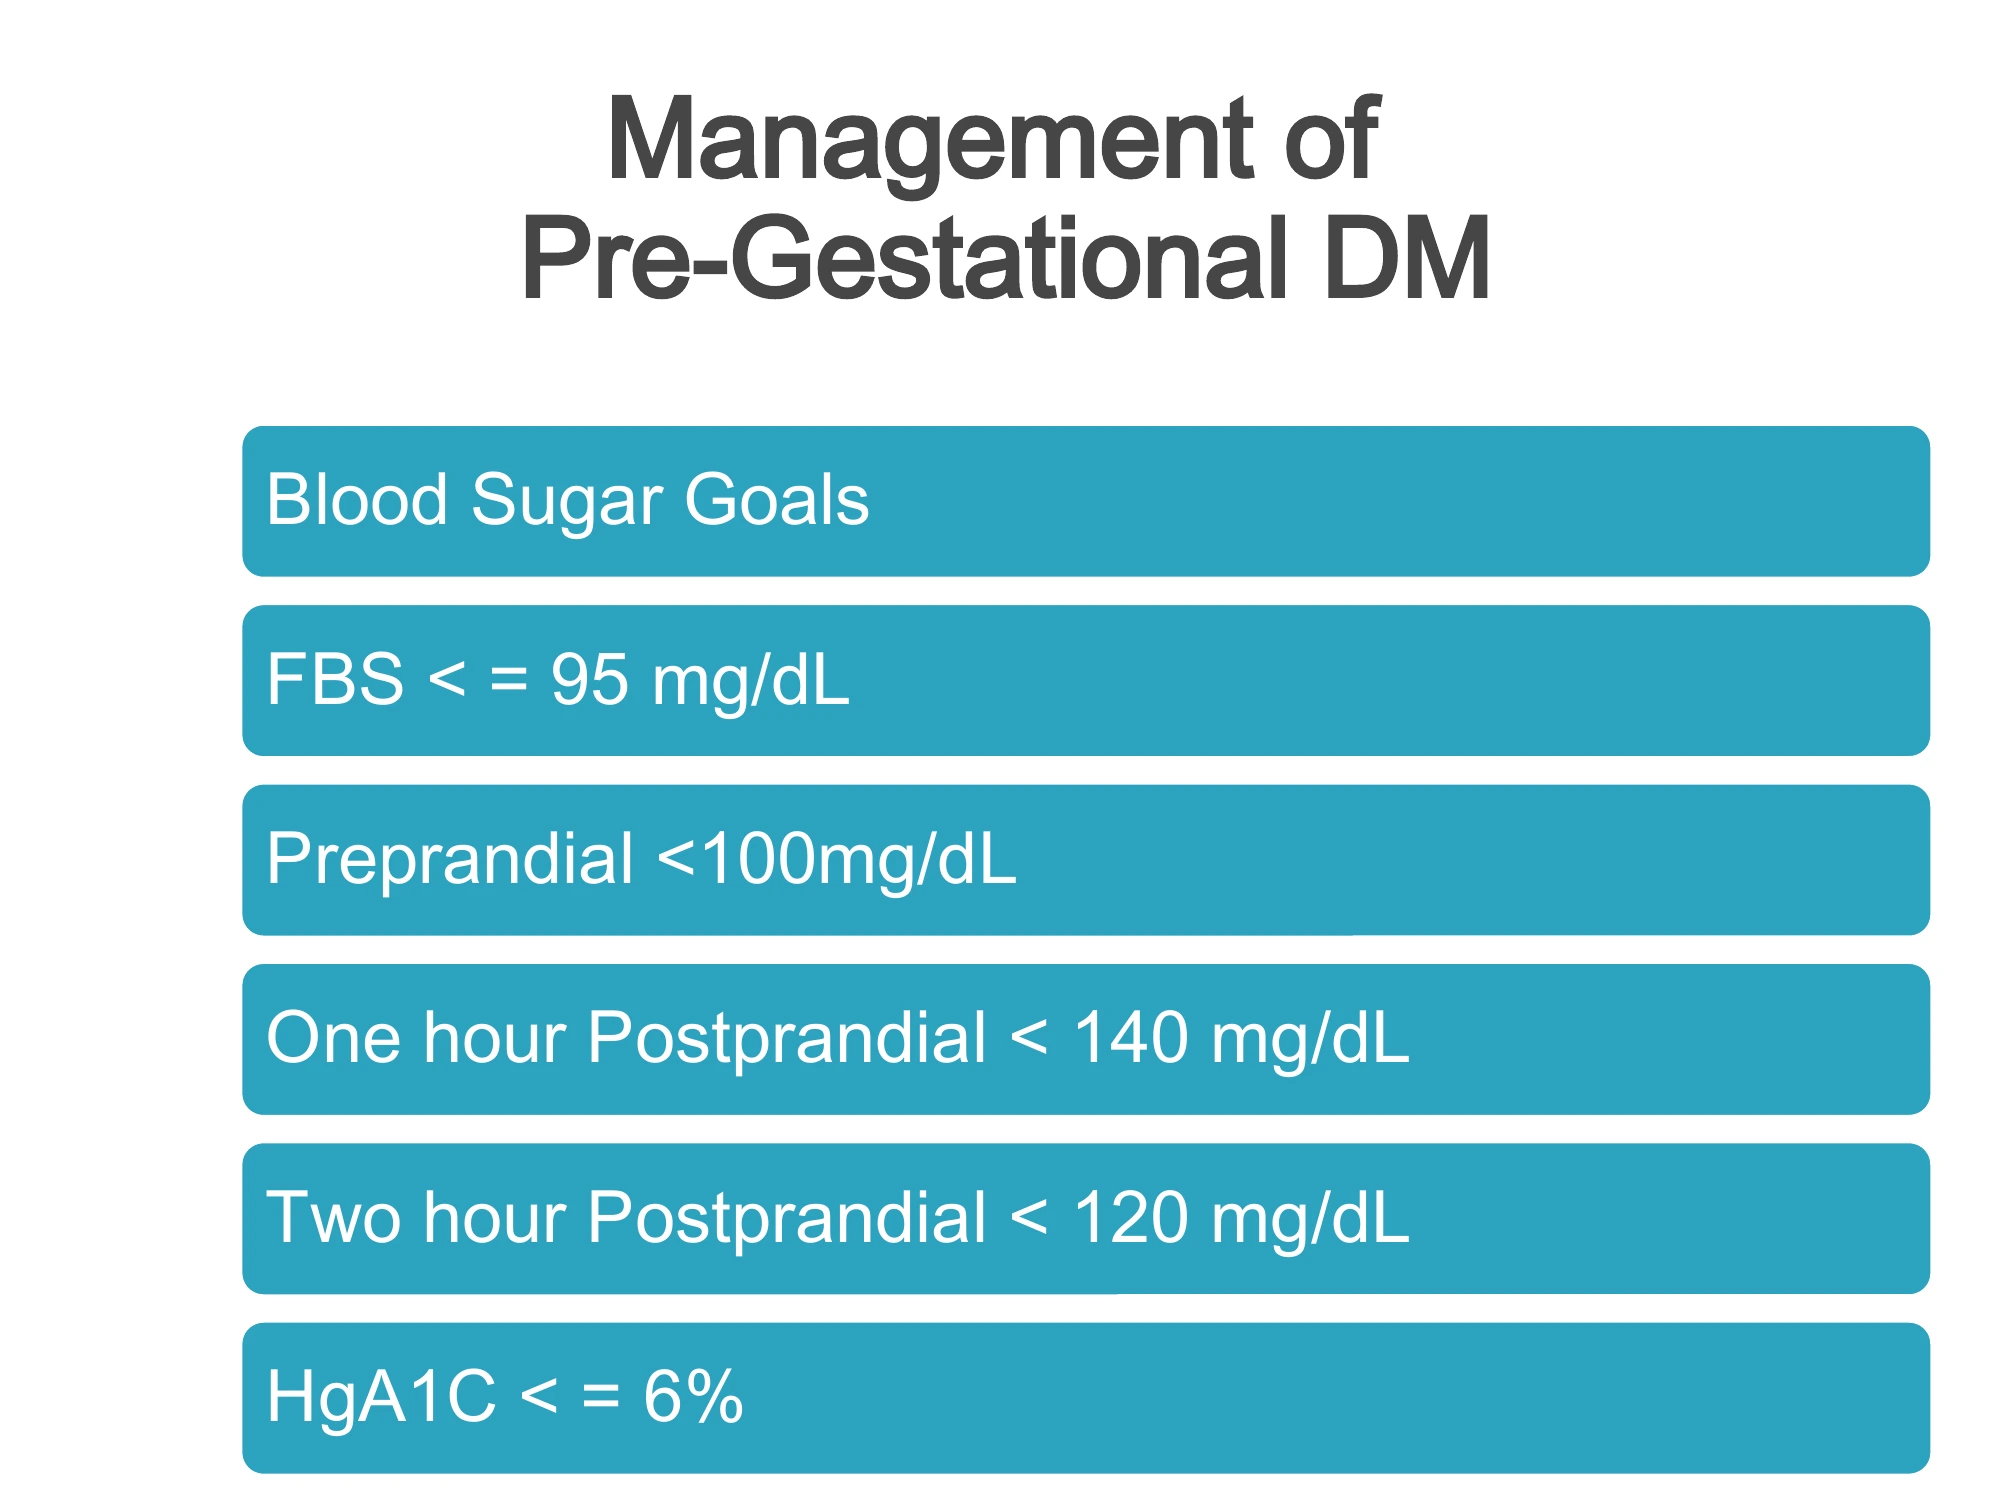 Management of
Pre-Gestational DM
Blood Sugar Goals
FBS < = 95 mg/dL
Preprandial <100mg/dL
One hour Postprandial < 140 mg/dL
Two hour Postprandial < 120 mg/dL
HgA1C < = 6%